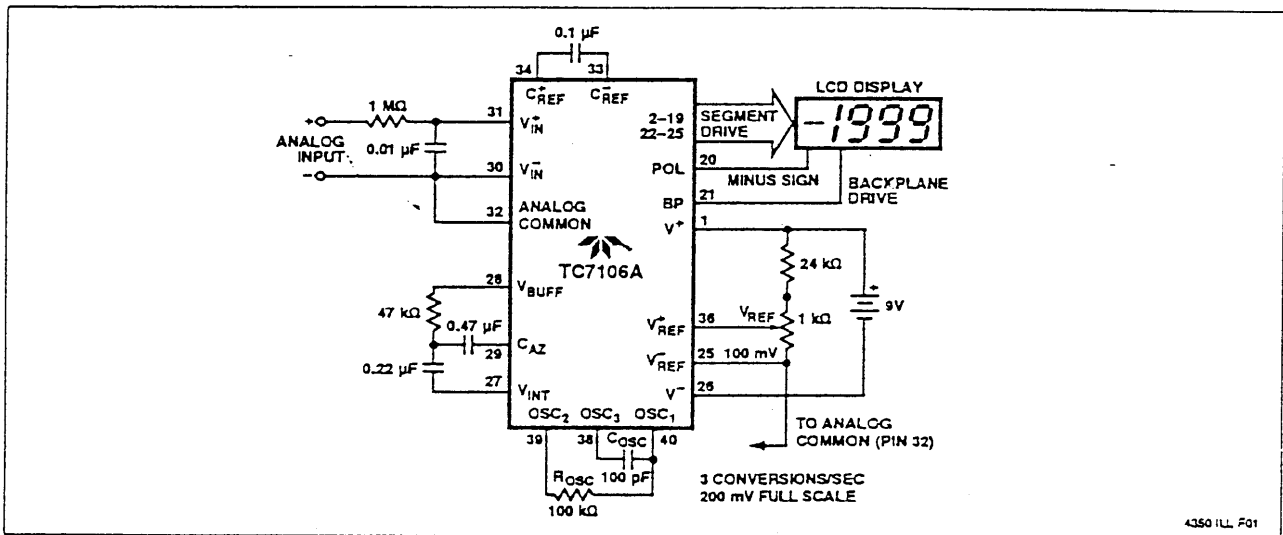 0.1 µF
34
33
C+REF
C−REF
LCD DISPLAY
-1999
1 MΩ
31
V+IN
2–19
22–25
SEGMENT
DRIVE
+
ANALOG
INPUT
−
0.01 µF
30
V−IN
POL
20
MINUS SIGN
BACKPLANE
DRIVE
32
ANALOG
COMMON
BP
21
V+
1
TC7106A
24 kΩ
+
9V
28
VBUFF
47 kΩ
0.47 µF
29
CAZ
V+REF
36
VREF
1 kΩ
V−REF
25
100 mV
0.22 µF
27
VINT
V−
26
OSC2
OSC3
OSC1
39
38
COSC
40
100 pF
ROSC
100 kΩ
TO ANALOG
COMMON (PIN 32)
3 CONVERSIONS/SEC
200 mV FULL SCALE
4350 ILL F01